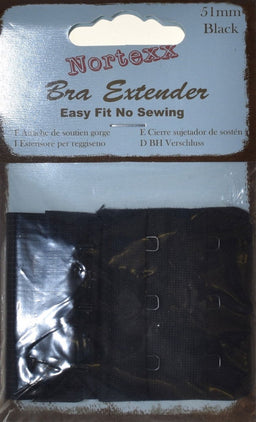 51mm
Black
Nortexx
Bra Extender
Easy Fit No Sewing
F Attache de soutien gorge
E Cierre sujetador de sostén
I Estensore per reggiseno
D BH Verschluss